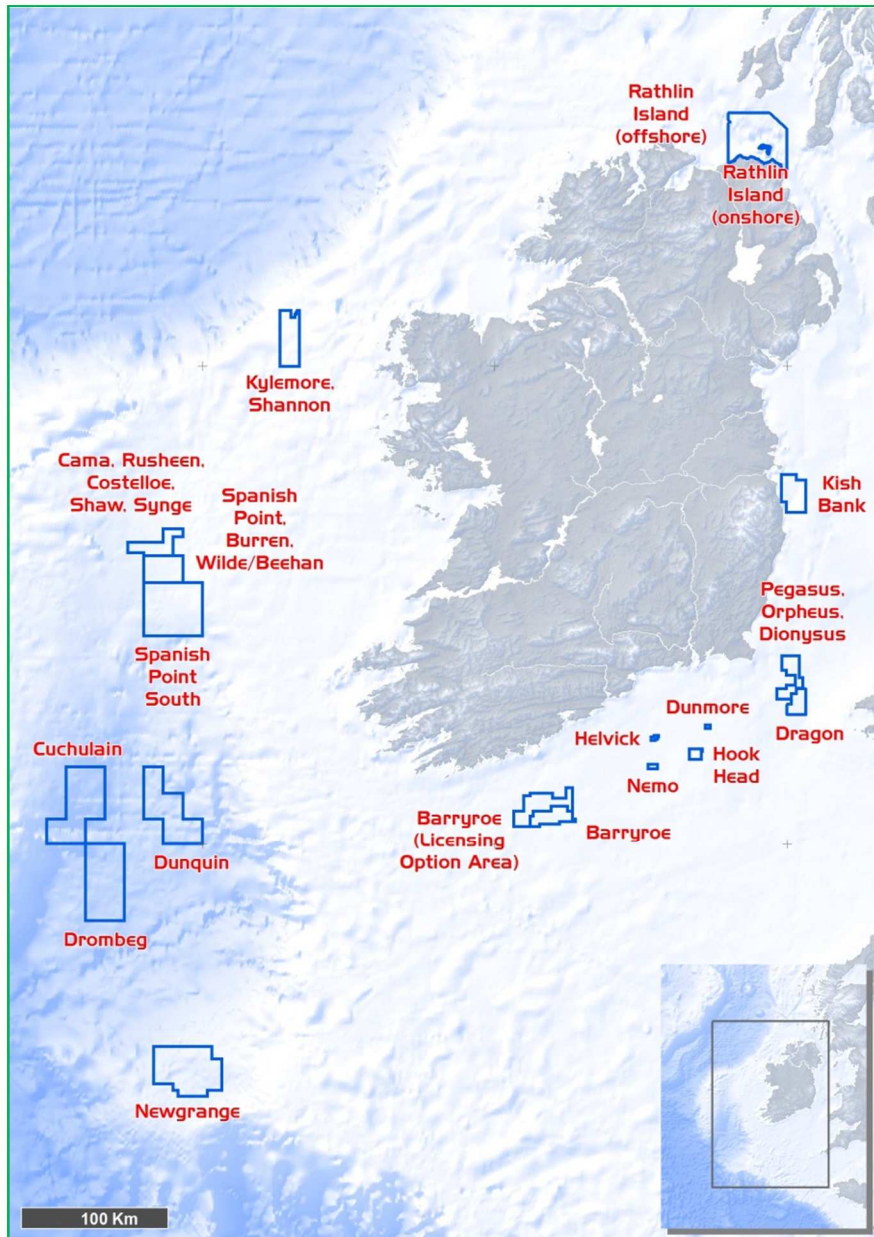 Rathlin
Island
(offshore)
Rathlin
Island
(onshore)
Kylemore,
Shannon
Cama, Rusheen,
Costelloe,
Shaw, Synge
Spanish
Point,
Burren,
Wilde/Beehan
Kish
Bank
Spanish
Point
South
Pegasus,
Orpheus,
Dionysus
Dragon
Dunmore
Helvick
Hook
Head
Nemo
Cuchulain
Dunquin
Barryroe
(Licensing
Option Area)
Barryroe
Drombeg
Newgrange
100 Km